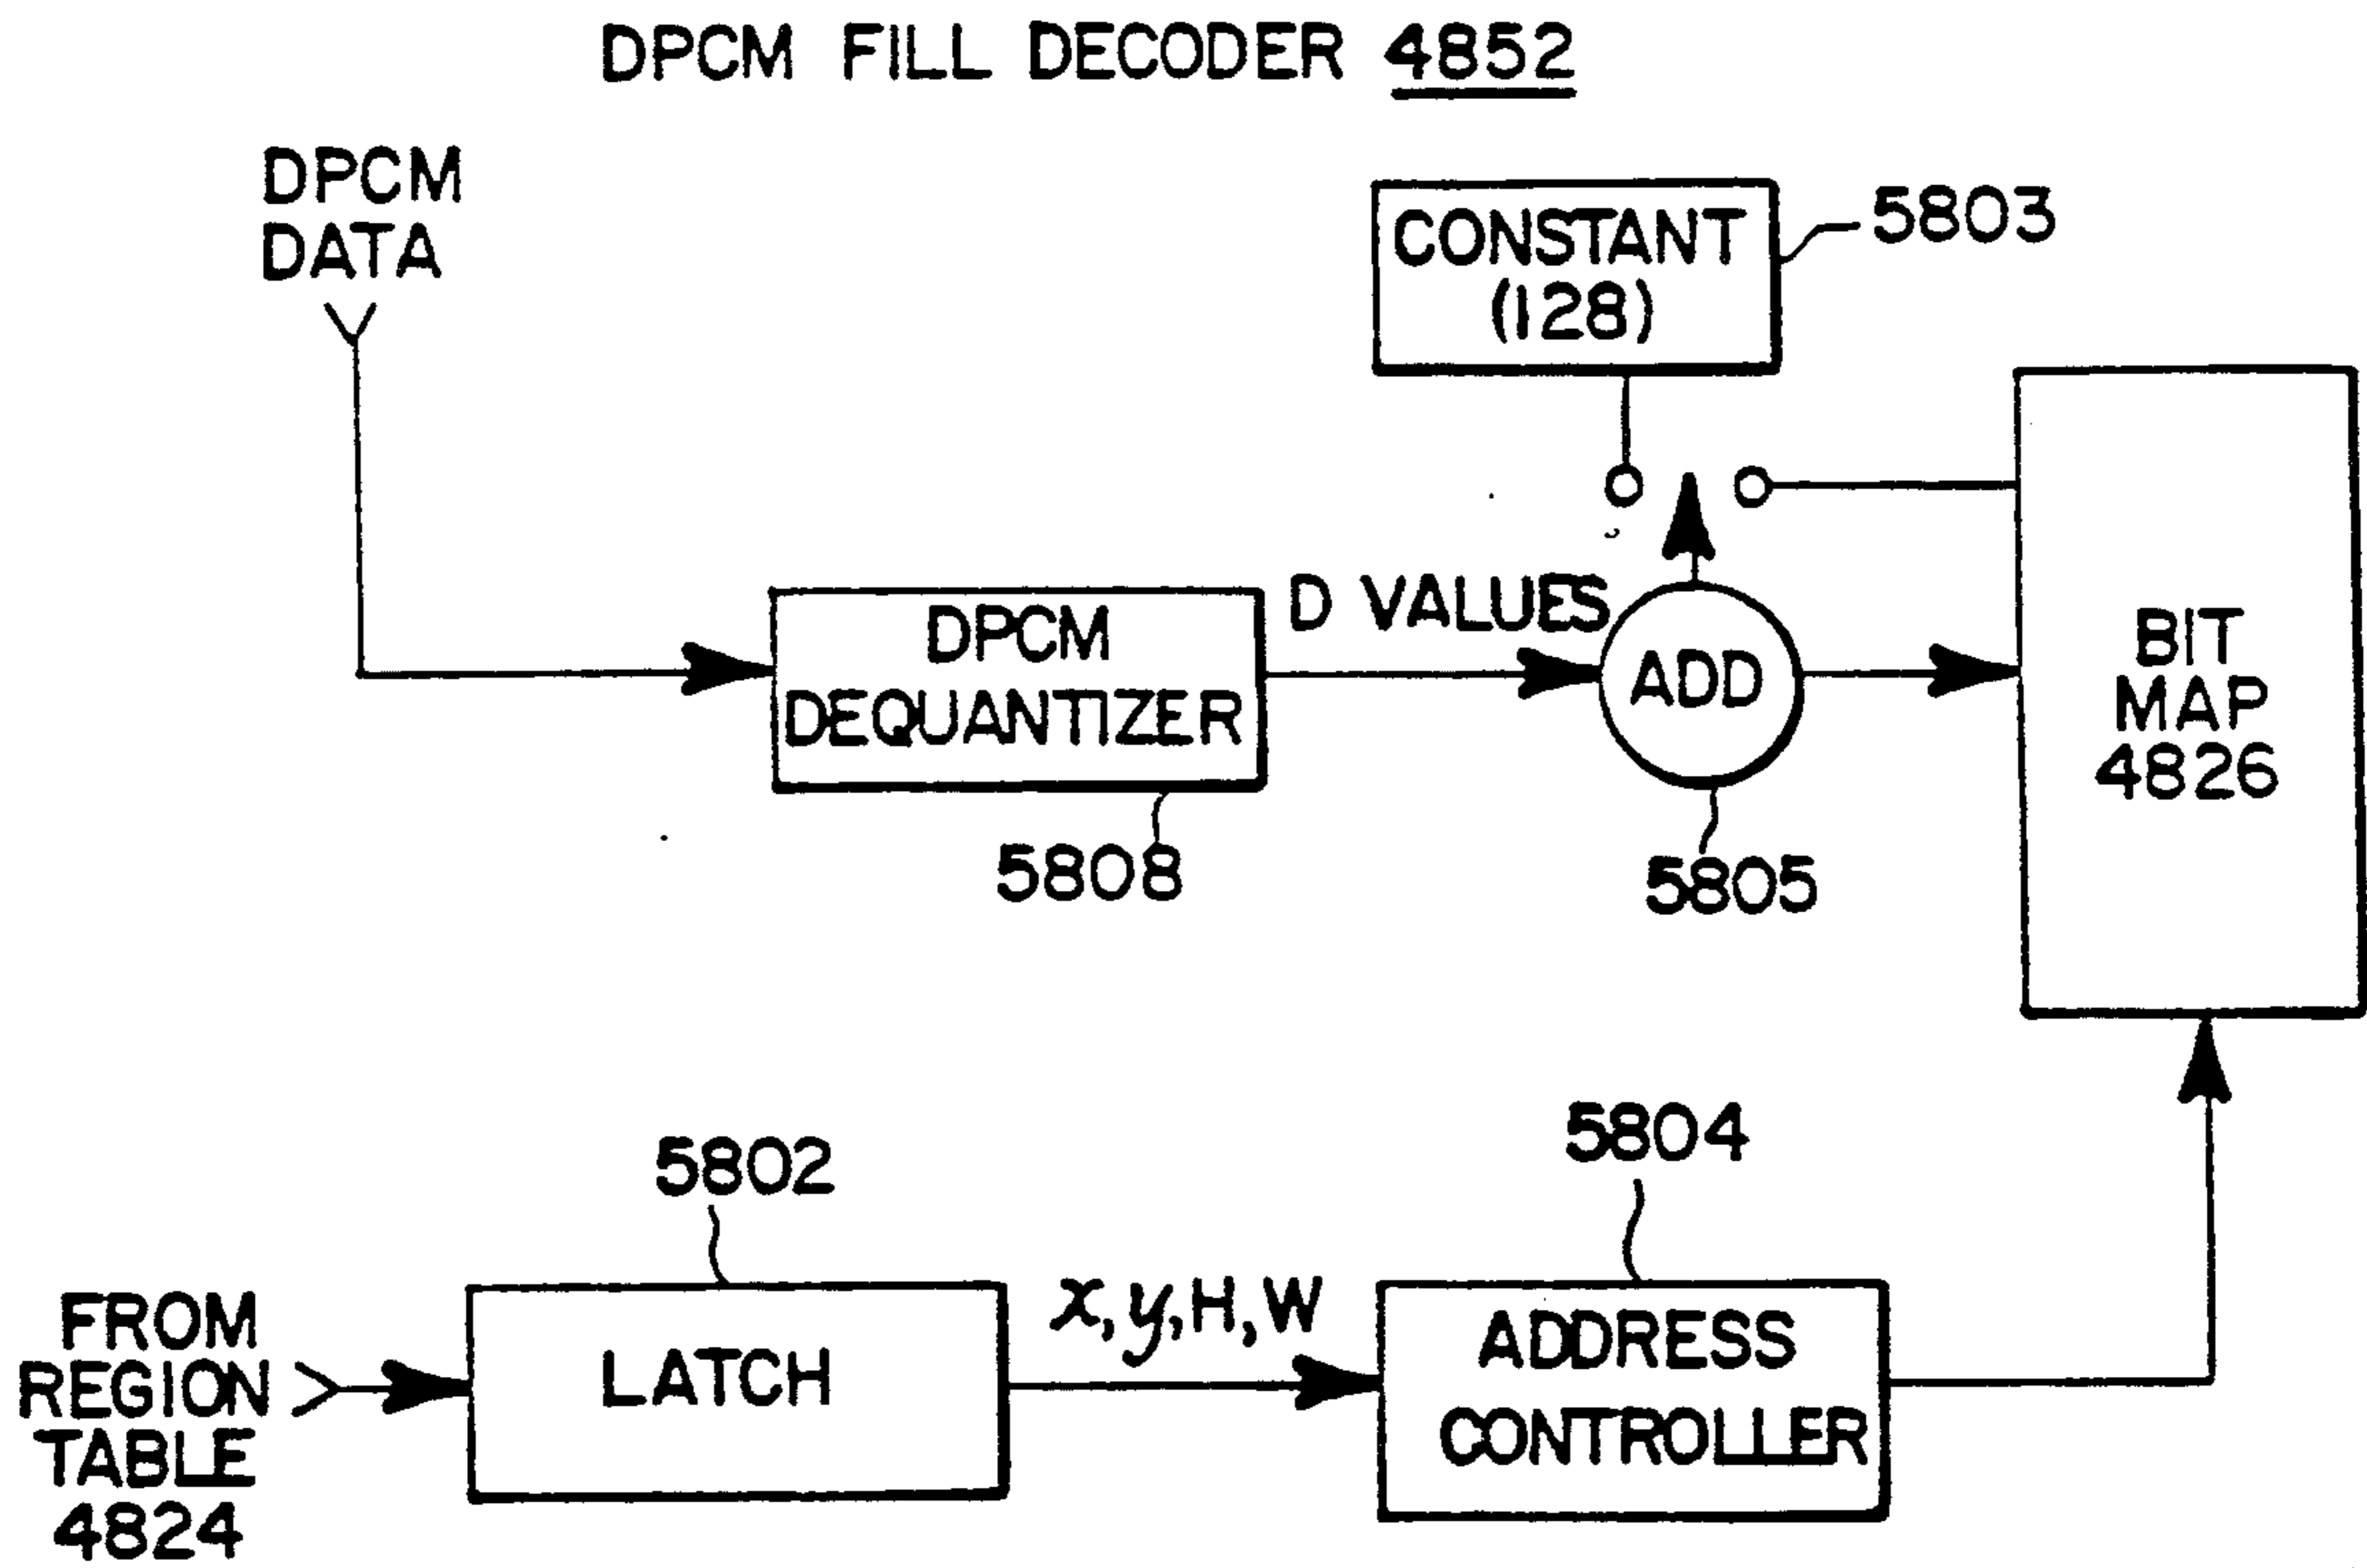 DPCM FILL DECODER 4852
DPCM
DATA
CONSTANT
(128)
5803
D VALUES
DPCM
DEQUANTIZER
ADD
BIT
MAP
4826
5808
5805
5802
5804
FROM
REGION
TABLE
4824
LATCH
x, y, H, W
ADDRESS
CONTROLLER